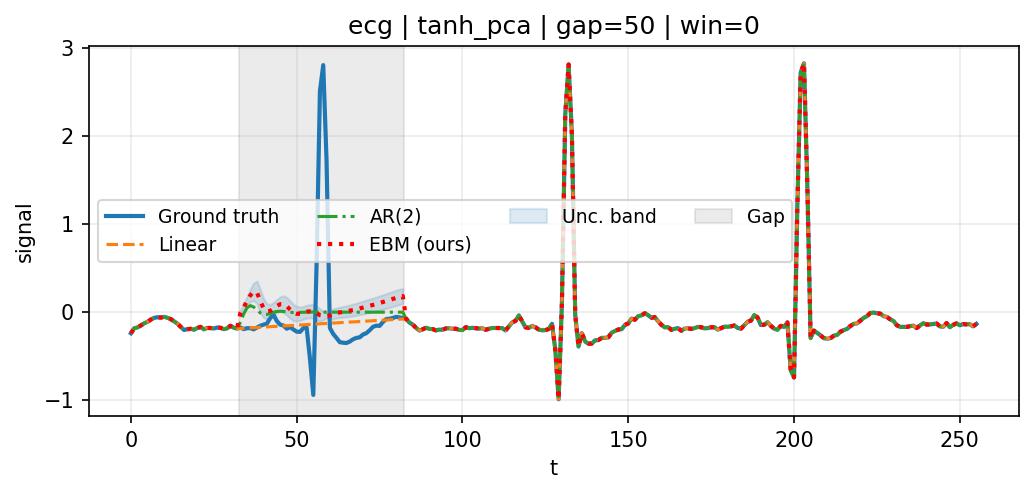 ecg | tanh_pca | gap=50 | win=0
3
2
1
0
−1
signal
Ground truth AR(2) Unc. band Gap
Linear EBM (ours)
0 50 100 150 200 250
t